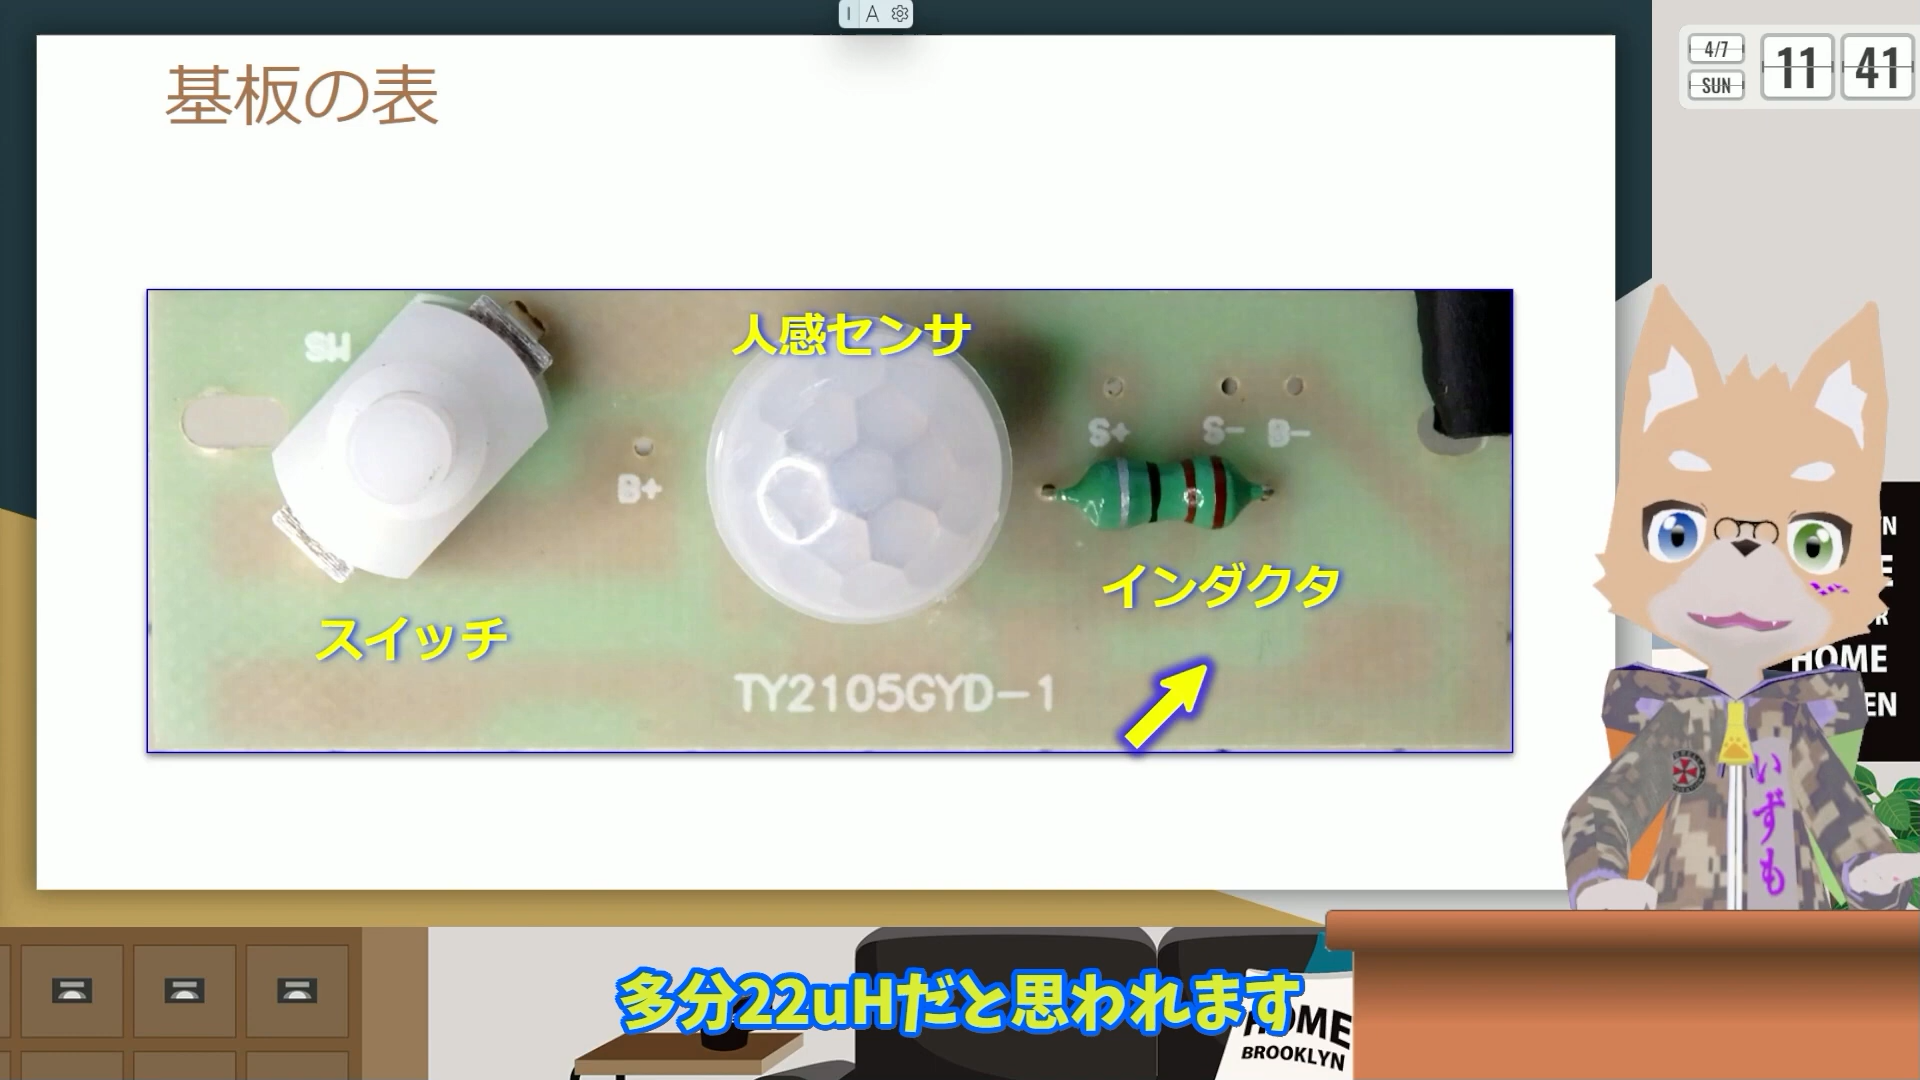 A
4/7
SUN
11 41
基板の表
SW
人感センサ
B+
S+ S- B-
インダクタ
スイッチ
TY2105GYD-1
HOME
いずも
多分22uHだと思われます
HOME
BROOKLYN